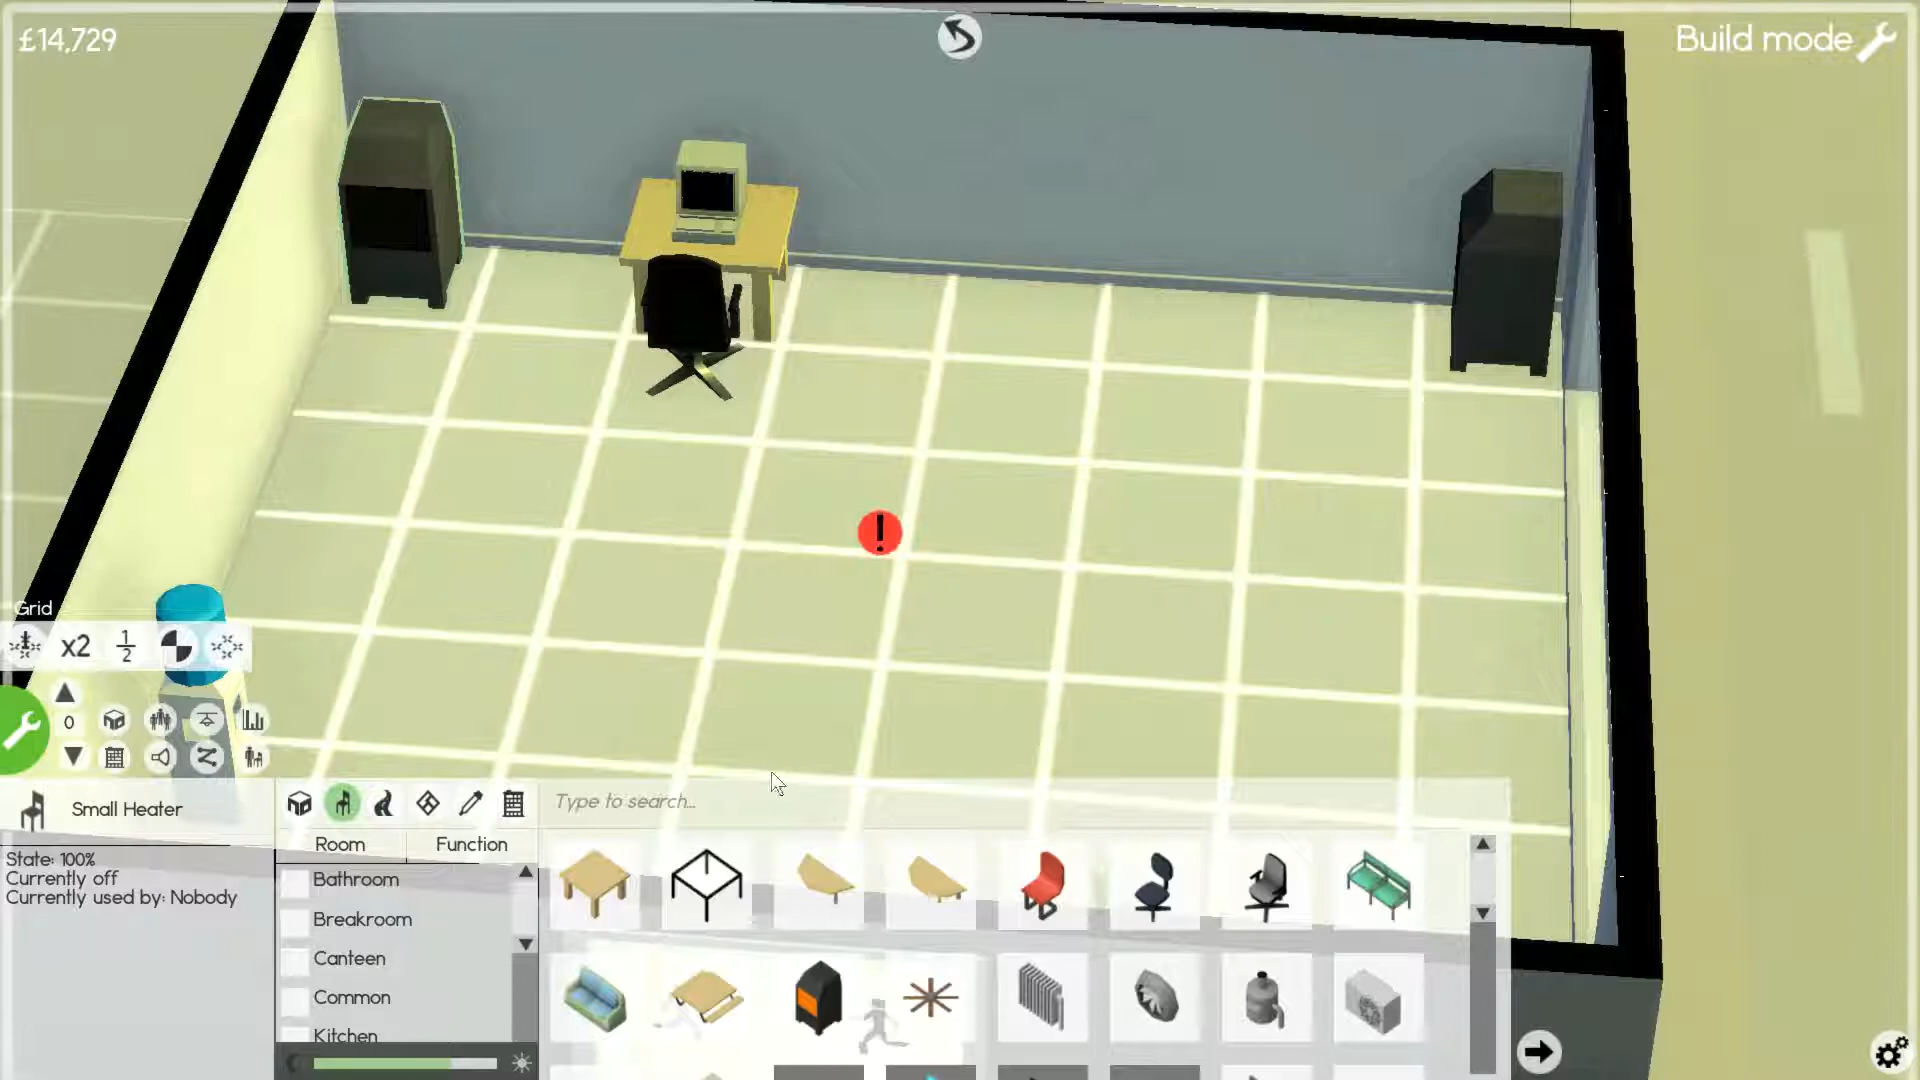 £14,729
Build mode
!
Grid
x2
1/2
0
Small Heater
State: 100%
Currently off
Currently used by: Nobody
Type to search...
Room
Function
Bathroom
Breakroom
Canteen
Common
Kitchen